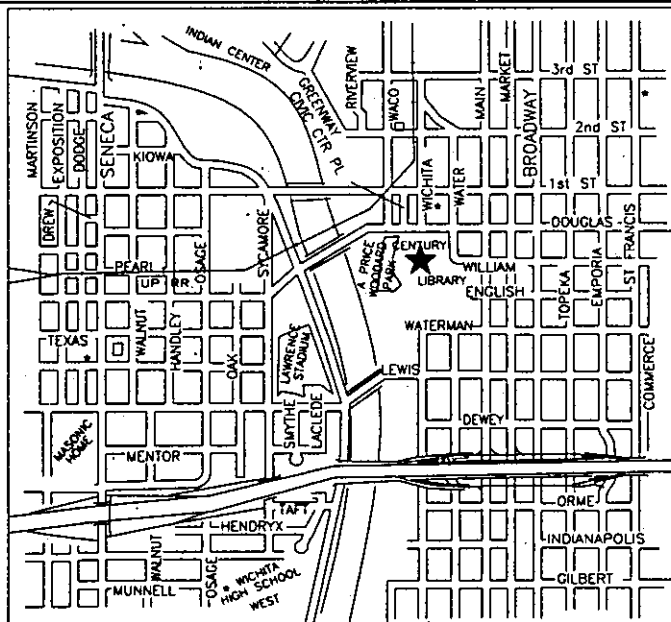 INDIAN CENTER
GREENWAY
CIVIC CTR PL
RIVERVIEW
WACO
MAIN
MARKET
BROADWAY
3RD ST
2nd ST
1st ST
MARTINSON
EXPOSITION
DODGE
SENECA
KIOWA
WICHITA
WATER
DREW
OSAGE
SYCAMORE
DOUGLAS
ST FRANCIS
EMPORIA
TOPEKA
A PRICE
WOODARD
PARK
CENTURY
LIBRARY
WILLIAM
ENGLISH
PEARL
UP RR.
WATERMAN
TEXAS
WALNUT
HANDLEY
OAK
LAWRENCE
STADIUM
LEWIS
COMMERCE
SMYTHE
LACLEDE
DEWEY
MASONIC
HOME
MENTOR
TAFT
HENDRYX
ORME
INDIANAPOLIS
WALNUT
OSAGE
MUNNELL
WICHITA
HIGH SCHOOL
WEST
GILBERT